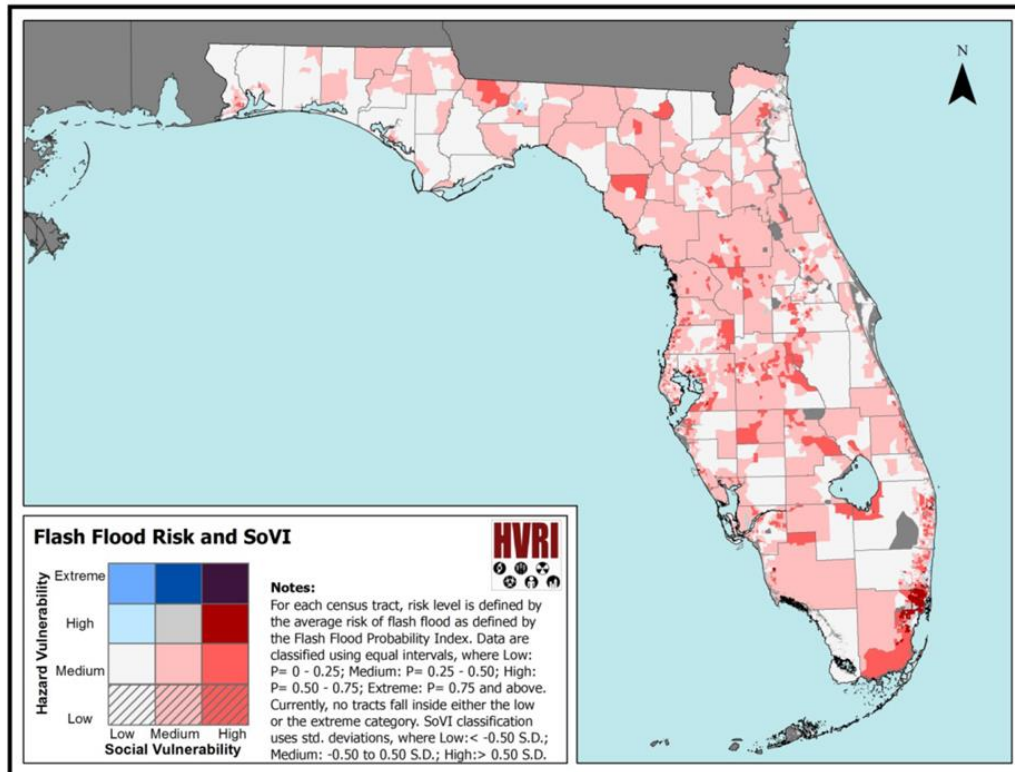 N
Flash Flood Risk and SoVI
HVRI
Extreme
High
Medium
Low
Hazard Vulnerability
Low
Medium
High
Social Vulnerability
Notes:
For each census tract, risk level is defined by
the average risk of flash flood as defined by
the Flash Flood Probability Index. Data are
classified using equal intervals, where Low:
P= 0 - 0.25; Medium: P= 0.25 - 0.50; High:
P= 0.50 - 0.75; Extreme: P= 0.75 and above.
Currently, no tracts fall inside either the low
or the extreme category. SoVI classification
uses std. deviations, where Low:< -0.50 S.D.;
Medium: -0.50 to 0.50 S.D.; High:> 0.50 S.D.